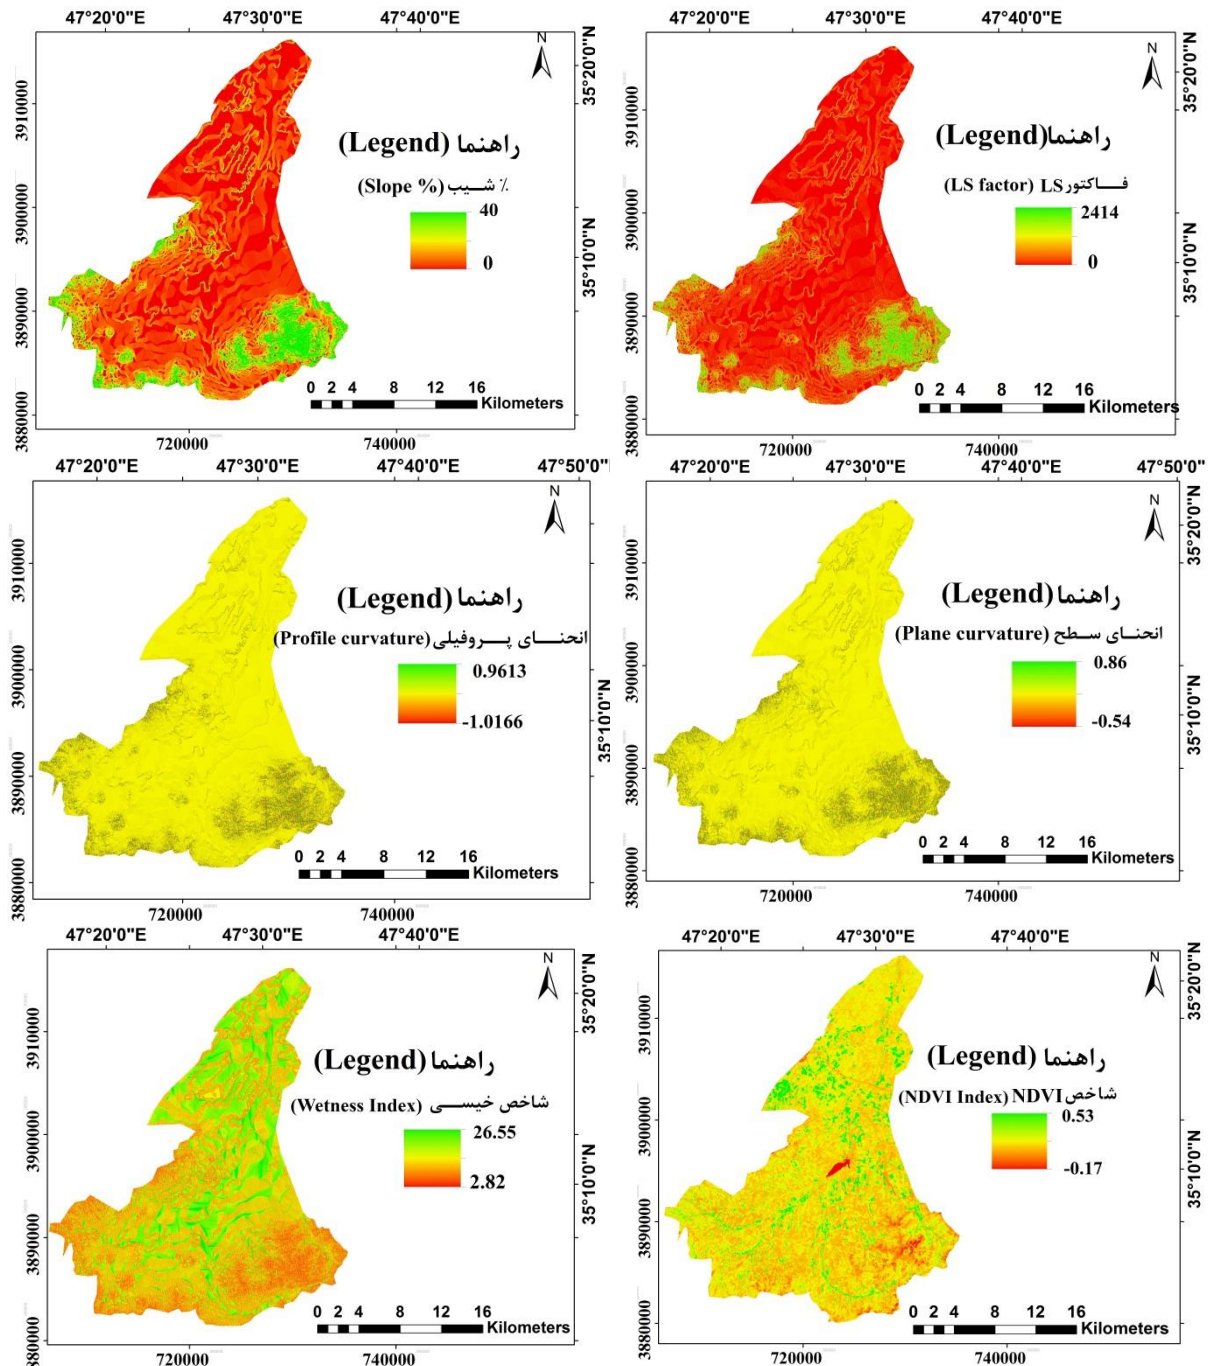 47°20'0"E 47°30'0"E 47°40'0"E
N
3910000
3900000
3890000
3880000
35°20'0"N
35°10'0"N
راهنما (Legend)
٪ شــیب (Slope %)
40
0
0 2 4 8 12 16
Kilometers
720000 740000
47°20'0"E 47°30'0"E 47°40'0"E
N
3910000
3900000
3890000
3880000
35°20'0"N
35°10'0"N
راهنما(Legend)
فــاکتور LS (LS factor)
2414
0
0 2 4 8 12 16
Kilometers
720000 740000
47°20'0"E 47°30'0"E 47°40'0"E 47°50'0"
N
3910000
3900000
3890000
3880000
35°10'0"N
راهنما (Legend)
انحنــای پــروفیلی (Profile curvature)
0.9613
-1.0166
0 2 4 8 12 16
Kilometers
720000 740000
47°20'0"E 47°30'0"E 47°40'0"E 47°50'0"
N
3910000
3900000
3890000
3880000
35°20'0"N
35°10'0"N
راهنما (Legend)
انحنــای ســطح (Plane curvature)
0.86
-0.54
0 2 4 8 12 16
Kilometers
720000 740000
47°20'0"E 47°30'0"E 47°40'0"E
N
3910000
3900000
3890000
3880000
35°20'0"N
35°10'0"N
راهنما (Legend)
شاخص خیســی (Wetness Index)
26.55
2.82
0 2 4 8 12 16
Kilometers
720000 740000
47°20'0"E 47°30'0"E 47°40'0"E
N
3910000
3900000
3890000
3880000
35°20'0"N
35°10'0"N
راهنما (Legend)
شاخص NDVI (NDVI Index)
0.53
-0.17
0 2 4 8 12 16
Kilometers
720000 740000